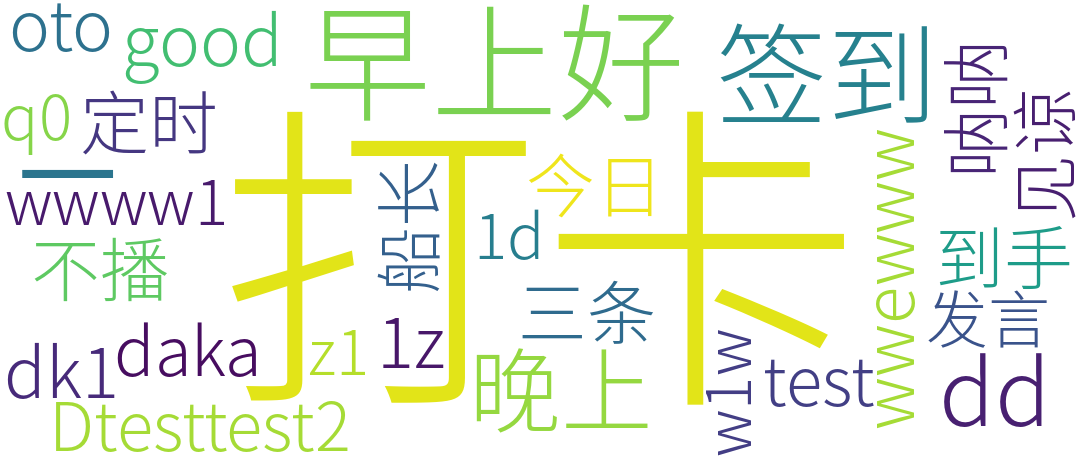 oto
good
早上好
签到
呐呐
见谅
q0
定时
一
打卡
今日
wwewww
www1
船长
1d
不播
到手
三条
发言
dk1
daka
z1
1z
晚上
w1w
test
dd
Dtesttest2